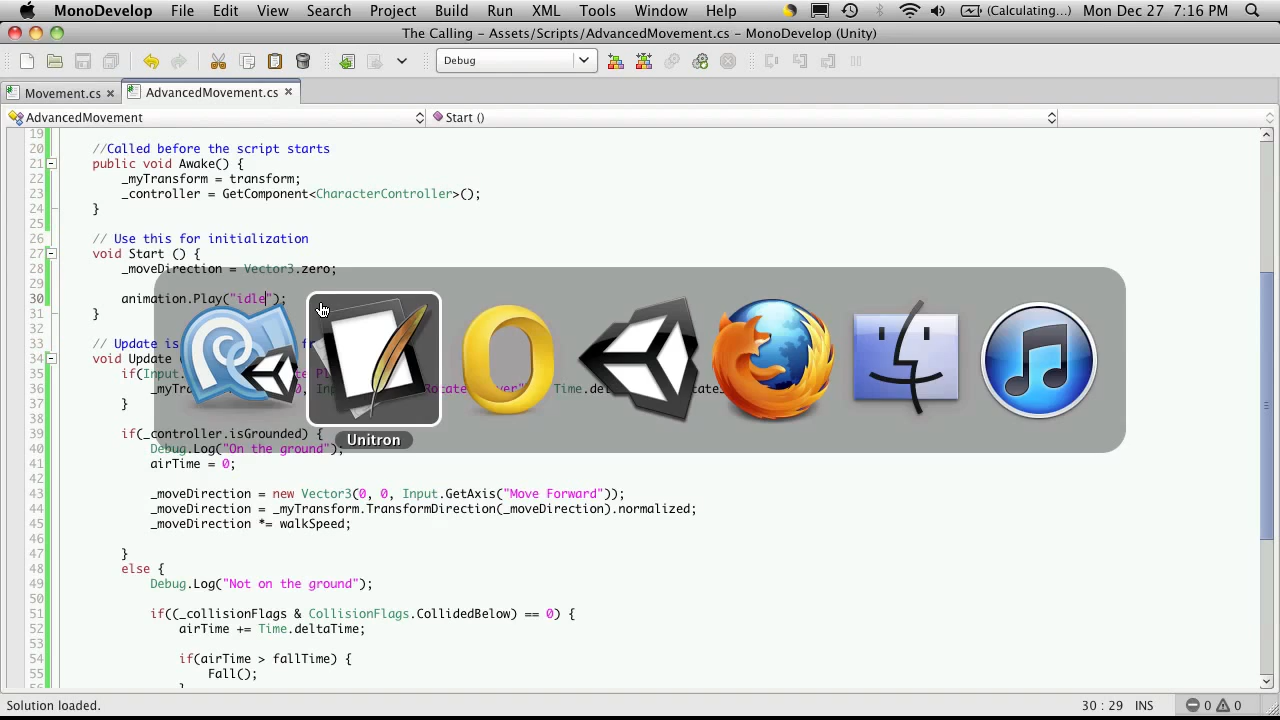 MonoDevelop File Edit View Search Project Build Run XML Tools Window Help (Calculating...) Mon Dec 27 7:16 PM
The Calling - Assets/Scripts/AdvancedMovement.cs - MonoDevelop (Unity)
Debug
Movement.cs × AdvancedMovement.cs ×
AdvancedMovement Start ()
19
20 //Called before the script starts
21 public void Awake() {
22 _myTransform = transform;
23 _controller = GetComponent<CharacterController>();
24 }
25
26 // Use this for initialization
27 void Start () {
28 _moveDirection = Vector3.zero;
29
30 animation.Play("idle");
31 }
32
33 // Update is
34 void Update
35 if(Input.
36 _myTr
37 }
38
39 if(_controller.isGrounded) {
Unitron
40 Debug.Log("On the ground");
41 airTime = 0;
42
43 _moveDirection = new Vector3(0, 0, Input.GetAxis("Move Forward"));
44 _moveDirection = _myTransform.TransformDirection(_moveDirection).normalized;
45 _moveDirection *= walkSpeed;
46
47 }
48 else {
49 Debug.Log("Not on the ground");
50
51 if((_collisionFlags & CollisionFlags.CollidedBelow) == 0) {
52 airTime += Time.deltaTime;
53
54 if(airTime > fallTime) {
55 Fall();
56 }
Solution loaded. 30 : 29 INS 0 0